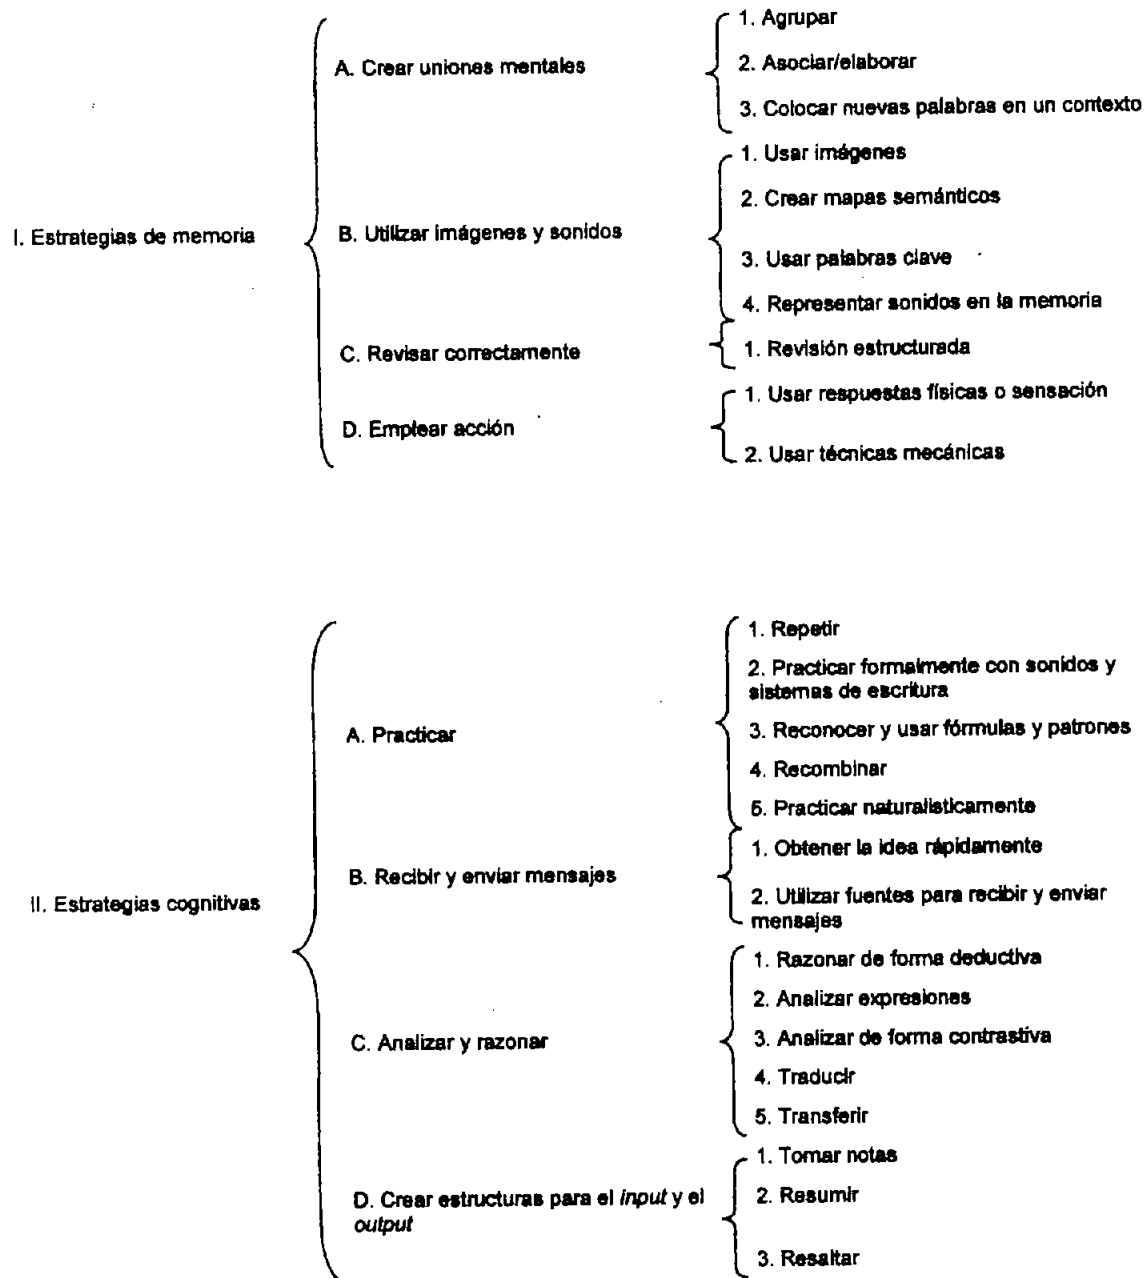 I. Estrategias de memoria
A. Crear uniones mentales
1. Agrupar
2. Asociar/elaborar
3. Colocar nuevas palabras en un contexto
B. Utilizar imágenes y sonidos
1. Usar imágenes
2. Crear mapas semánticos
3. Usar palabras clave
4. Representar sonidos en la memoria
C. Revisar correctamente
1. Revisión estructurada
D. Emplear acción
1. Usar respuestas físicas o sensación
2. Usar técnicas mecánicas
II. Estrategias cognitivas
A. Practicar
1. Repetir
2. Practicar formalmente con sonidos y
sistemas de escritura
3. Reconocer y usar fórmulas y patrones
4. Recombinar
5. Practicar naturalísticamente
B. Recibir y enviar mensajes
1. Obtener la idea rápidamente
2. Utilizar fuentes para recibir y enviar
mensajes
C. Analizar y razonar
1. Razonar de forma deductiva
2. Analizar expresiones
3. Analizar de forma contrastiva
4. Traducir
5. Transferir
D. Crear estructuras para el input y el
output
1. Tomar notas
2. Resumir
3. Resaltar